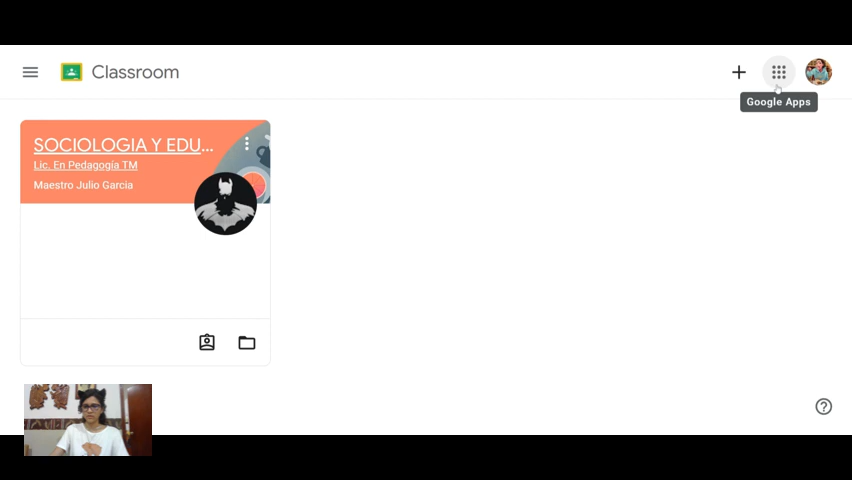 Classroom
Google Apps
SOCIOLOGIA Y EDU...
Lic. En Pedagogía TM
Maestro Julio Garcia